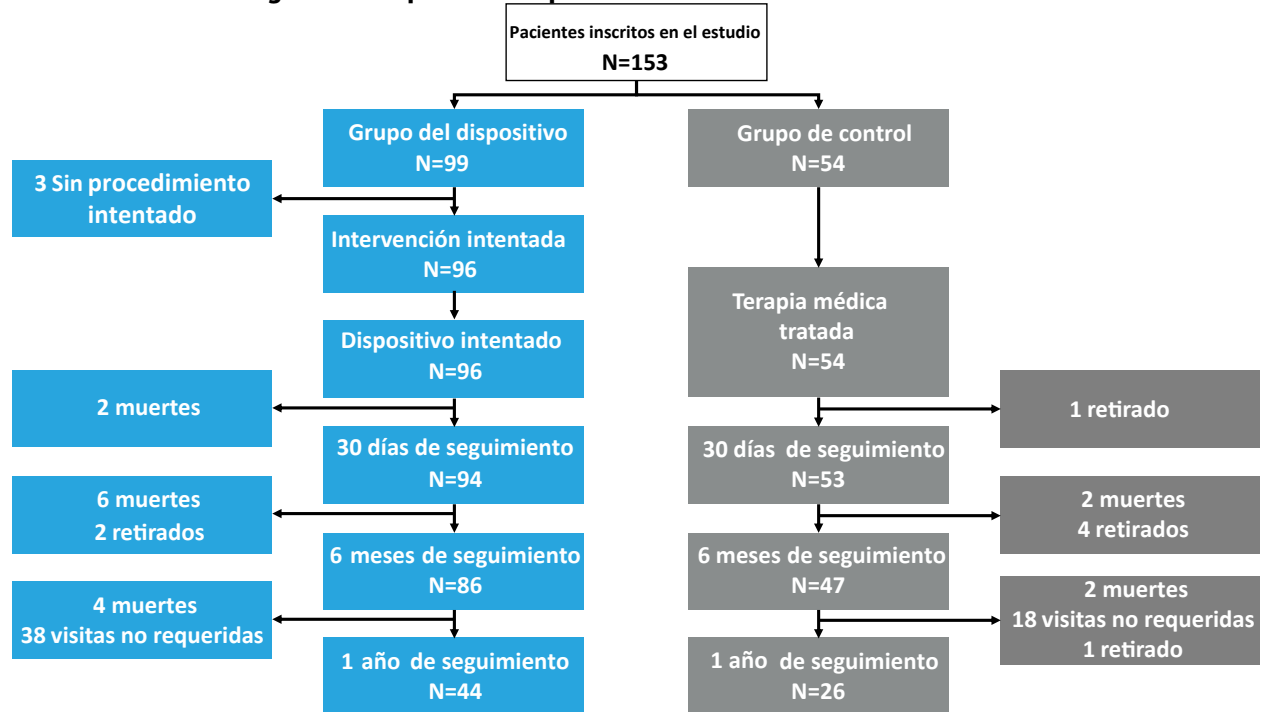 Pacientes inscritos en el estudio
N=153
Grupo del dispositivo
N=99
Grupo de control
N=54
3 Sin procedimiento
intentado
Intervención intentada
N=96
Terapia médica
tratada
N=54
Dispositivo intentado
N=96
2 muertes
1 retirado
30 días de seguimiento
N=94
30 días de seguimiento
N=53
6 muertes
2 retirados
2 muertes
4 retirados
6 meses de seguimiento
N=86
6 meses de seguimiento
N=47
4 muertes
38 visitas no requeridas
2 muertes
18 visitas no requeridas
1 retirado
1 año de seguimiento
N=44
1 año de seguimiento
N=26